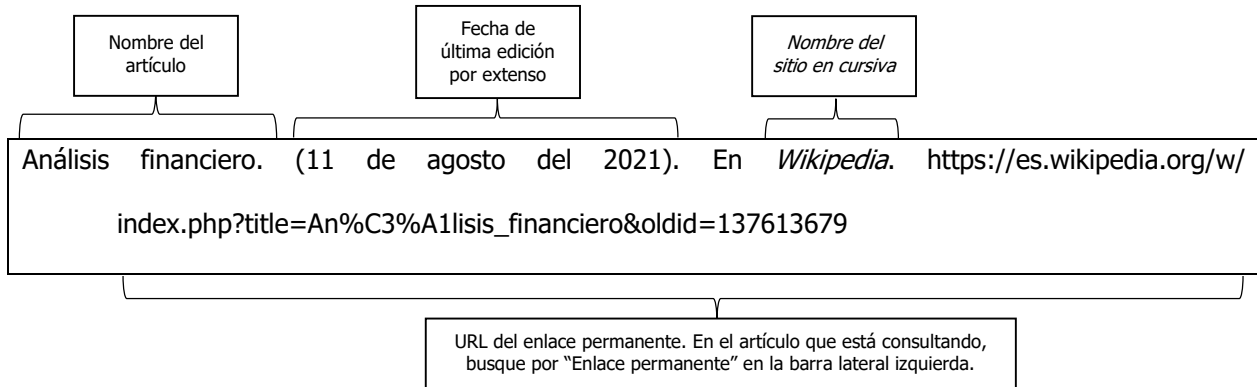 Nombre del
artículo
Fecha de
última edición
por extenso
Nombre del
sitio en cursiva
Análisis financiero. (11 de agosto del 2021). En Wikipedia. https://es.wikipedia.org/w/
index.php?title=An%C3%A1lisis_financiero&oldid=137613679
URL del enlace permanente. En el artículo que está consultando,
busque por “Enlace permanente” en la barra lateral izquierda.